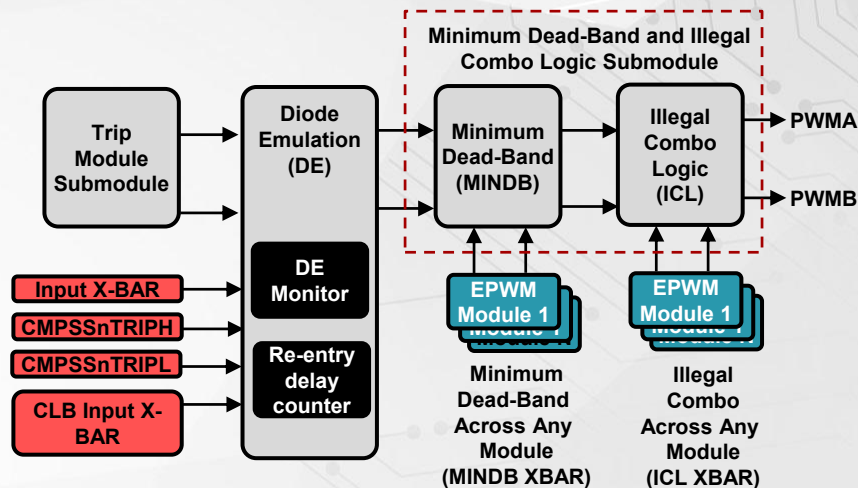 Minimum Dead-Band and Illegal
Combo Logic Submodule
Trip
Module
Submodule
Diode
Emulation
(DE)
Minimum
Dead-Band
(MINDB)
Illegal
Combo
Logic
(ICL)
PWMA
PWMB
DE
Monitor
Re-entry
delay
counter
Input X-BAR
CMPSSnTRIPH
CMPSSnTRIPL
CLB Input X-
BAR
EPWM
Module 1
EPWM
Module 1
Minimum
Dead-Band
Across Any
Module
(MINDB XBAR)
Illegal
Combo
Across Any
Module
(ICL XBAR)